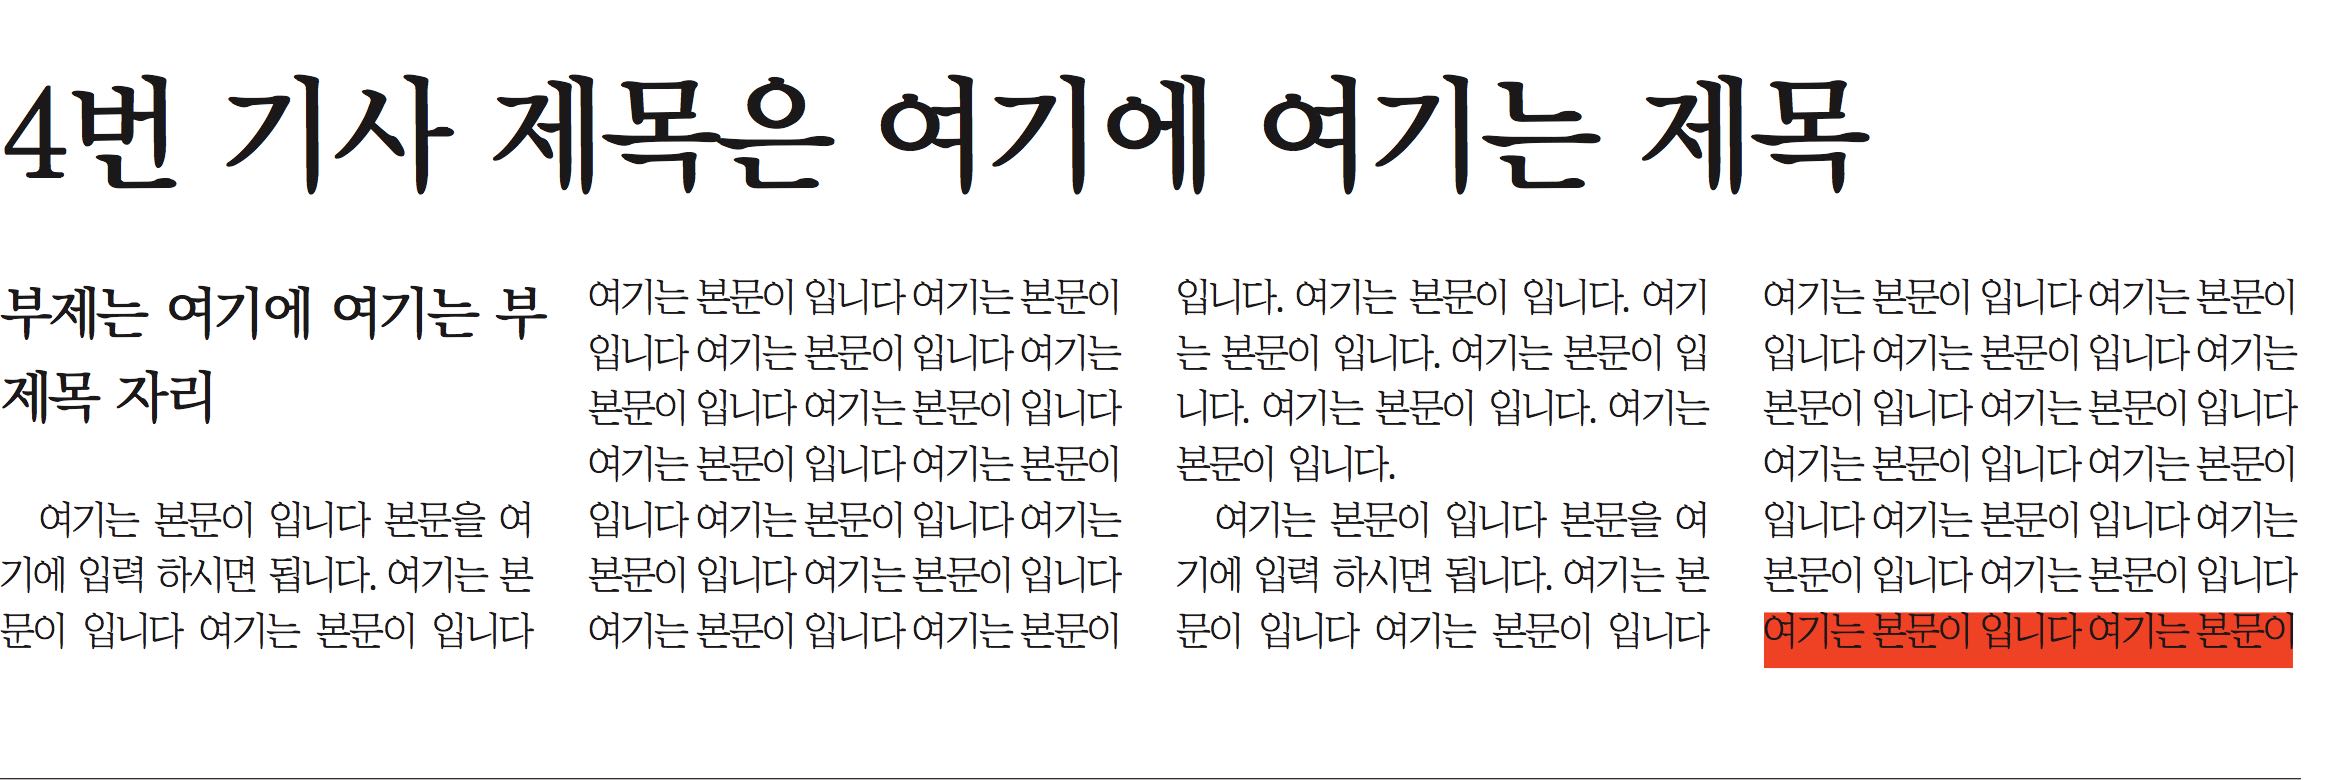 4번 기사 제목은 여기에 여기는 제목
부제는 여기에 여기는 부
제목 자리
여기는 본문이 입니다 본문을 여
기에 입력 하시면 됩니다. 여기는 본
문이 입니다 여기는 본문이 입니다
여기는 본문이 입니다 여기는 본문이
입니다 여기는 본문이 입니다 여기는
본문이 입니다 여기는 본문이 입니다
여기는 본문이 입니다 여기는 본문이
입니다 여기는 본문이 입니다 여기는
본문이 입니다 여기는 본문이 입니다
여기는 본문이 입니다 여기는 본문이
입니다. 여기는 본문이 입니다. 여기
는 본문이 입니다. 여기는 본문이 입
니다. 여기는 본문이 입니다. 여기는
본문이 입니다.
여기는 본문이 입니다 본문을 여
기에 입력 하시면 됩니다. 여기는 본
문이 입니다 여기는 본문이 입니다
여기는 본문이 입니다 여기는 본문이
입니다 여기는 본문이 입니다 여기는
본문이 입니다 여기는 본문이 입니다
여기는 본문이 입니다 여기는 본문이
입니다 여기는 본문이 입니다 여기는
본문이 입니다 여기는 본문이 입니다
여기는 본문이 입니다 여기는 본문이